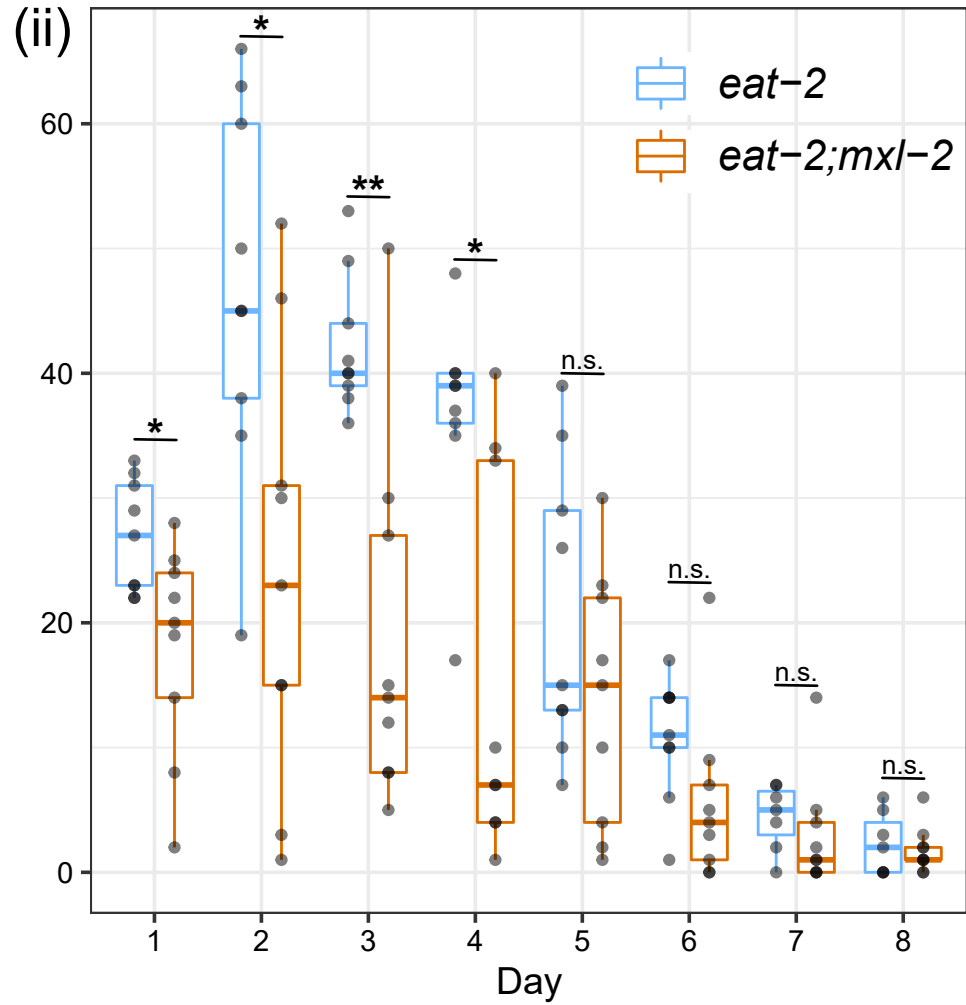 (ii)
eat−2
eat−2;mxl−2
*
*
**
*
n.s.
n.s.
n.s.
n.s.
60
40
20
0
1 2 3 4 5 6 7 8
Day